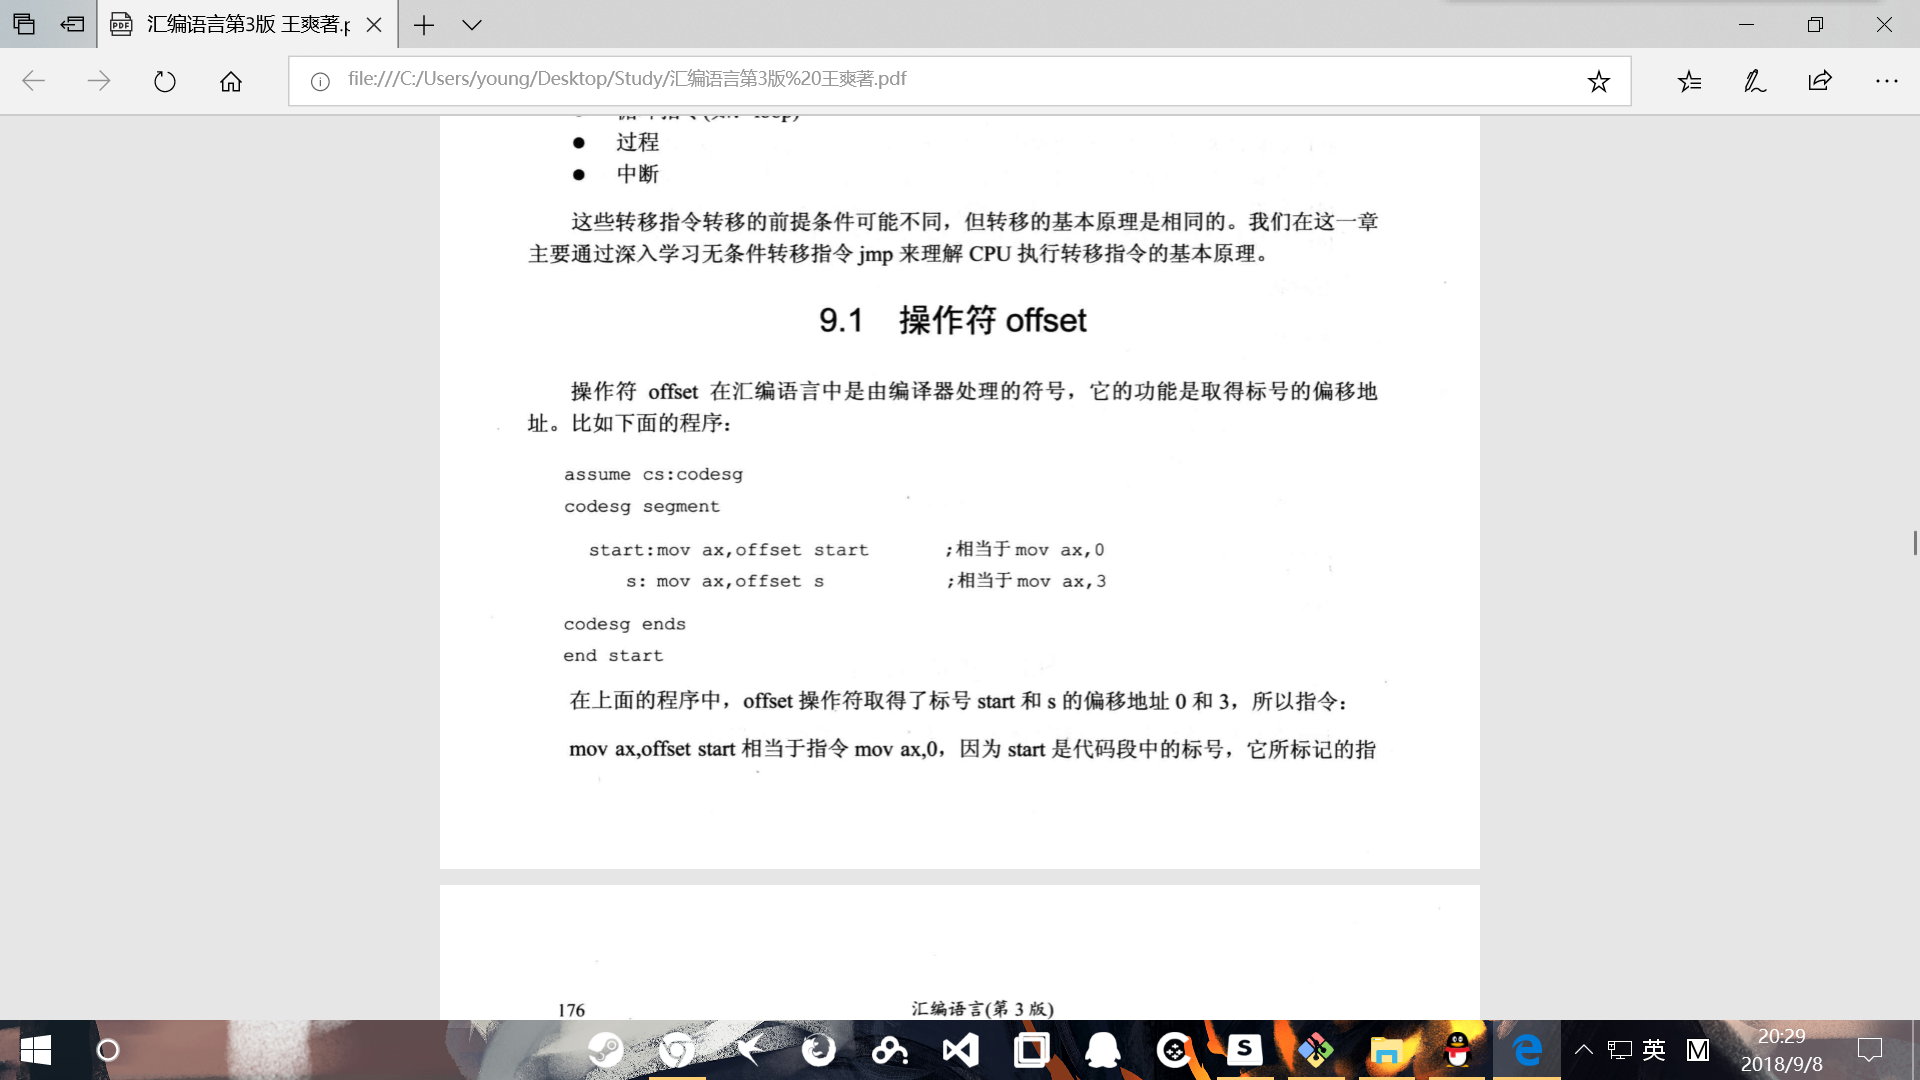 汇编语言第3版 王爽著.p
file:///C:/Users/young/Desktop/Study/汇编语言第3版%20王爽著.pdf
● 过程
● 中断
这些转移指令转移的前提条件可能不同，但转移的基本原理是相同的。我们在这一章
主要通过深入学习无条件转移指令 jmp 来理解 CPU 执行转移指令的基本原理。
9.1 操作符 offset
操作符 offset 在汇编语言中是由编译器处理的符号，它的功能是取得标号的偏移地
址。比如下面的程序：
assume cs:codesg
codesg segment
start:mov ax,offset start ;相当于 mov ax,0
s: mov ax,offset s ;相当于 mov ax,3
codesg ends
end start
在上面的程序中，offset 操作符取得了标号 start 和 s 的偏移地址 0 和 3，所以指令：
mov ax,offset start 相当于指令 mov ax,0，因为 start 是代码段中的标号，它所标记的指
176 汇编语言(第 3 版)
英 M 20:29
2018/9/8